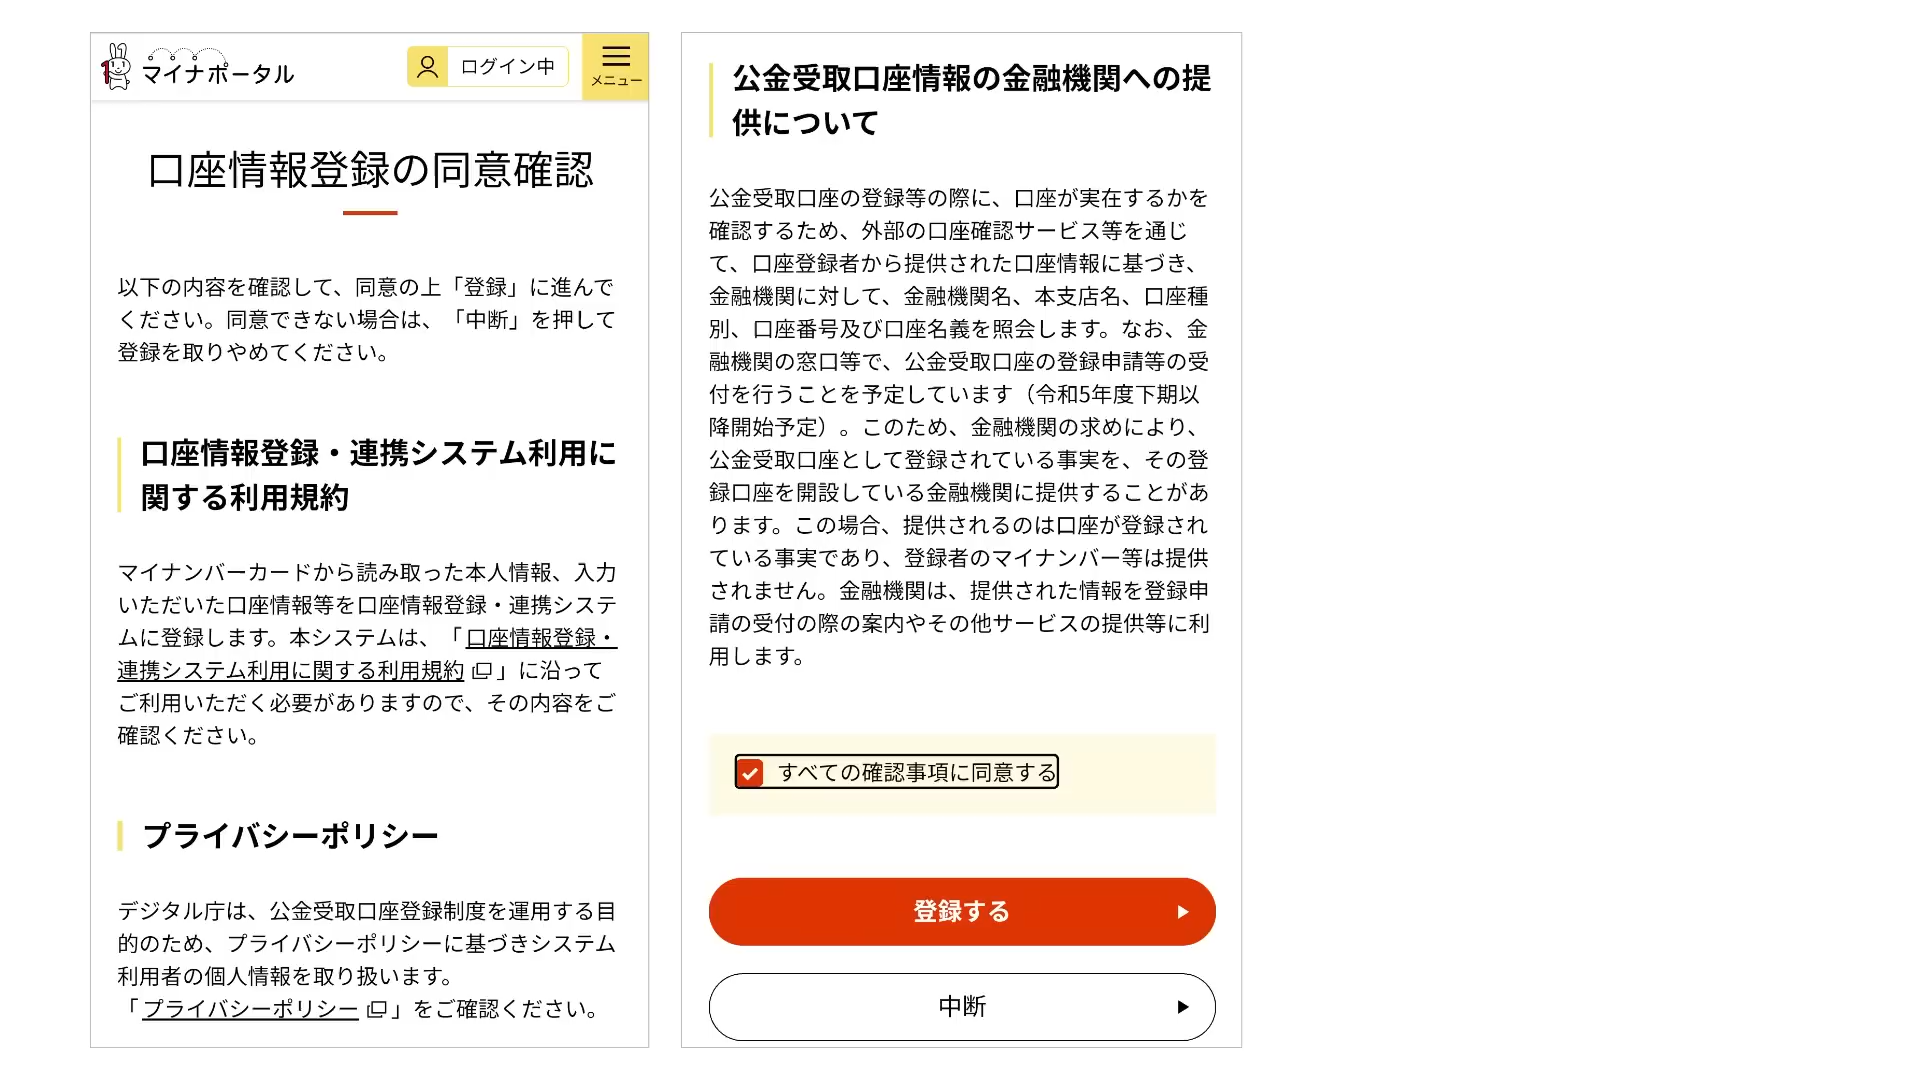 マイナポータル
ログイン中
メニュー
口座情報登録の同意確認
以下の内容を確認して、同意の上「登録」に進んで
ください。同意できない場合は、「中断」を押して
登録を取りやめてください。
口座情報登録・連携システム利用に
関する利用規約
マイナンバーカードから読み取った本人情報、入力
いただいた口座情報等を口座情報登録・連携システ
ムに登録します。本システムは、「口座情報登録・
連携システム利用に関する利用規約」に沿って
ご利用いただく必要がありますので、その内容をご
確認ください。
プライバシーポリシー
デジタル庁は、公金受取口座登録制度を運用する目
的のため、プライバシーポリシーに基づきシステム
利用者の個人情報を取り扱います。
「プライバシーポリシー」をご確認ください。
公金受取口座情報の金融機関への提
供について
公金受取口座の登録等の際に、口座が実在するかを
確認するため、外部の口座確認サービス等を通じ
て、口座登録者から提供された口座情報に基づき、
金融機関に対して、金融機関名、本支店名、口座種
別、口座番号及び口座名義を照会します。なお、金
融機関の窓口等で、公金受取口座の登録申請等の受
付を行うことを予定しています（令和5年度下期以
降開始予定）。このため、金融機関の求めにより、
公金受取口座として登録されている事実を、その登
録口座を開設している金融機関に提供することがあ
ります。この場合、提供されるのは口座が登録され
ている事実であり、登録者のマイナンバー等は提供
されません。金融機関は、提供された情報を登録申
請の受付の際の案内やその他サービスの提供等に利
用します。
すべての確認事項に同意する
登録する
中断